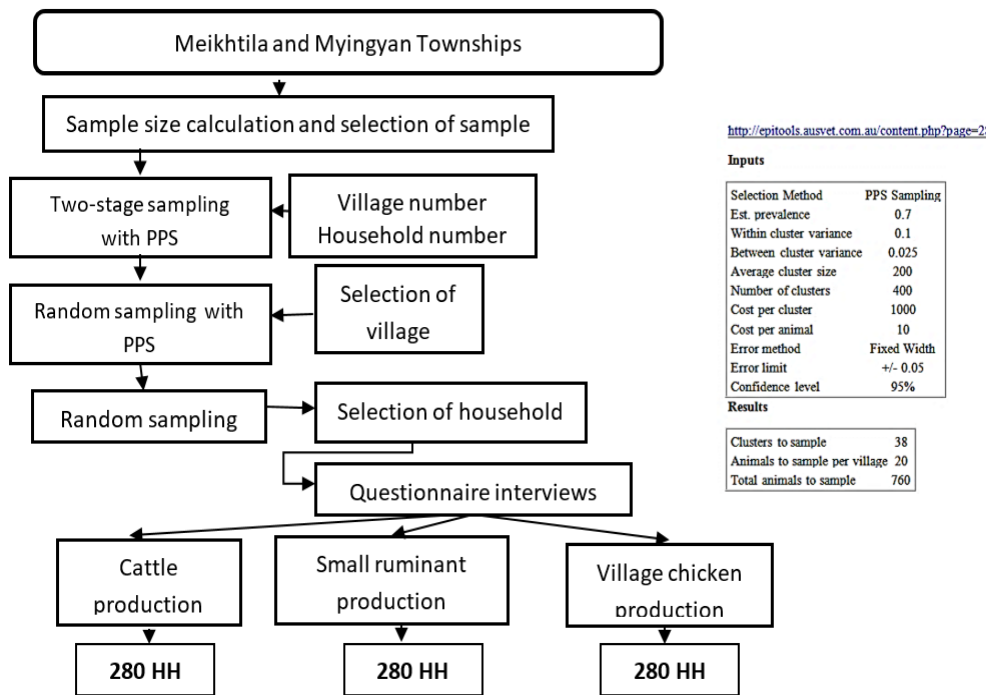 Meikhtila and Myingyan Townships
Sample size calculation and selection of sample
Two-stage sampling
with PPS
Village number
Household number
Random sampling with
PPS
Selection of
village
Random sampling
Selection of household
Questionnaire interviews
Cattle
production
Small ruminant
production
Village chicken
production
280 HH
280 HH
280 HH
http://epitools.ausvet.com.au/content.php?page=2
Inputs
Selection Method PPS Sampling
Est. prevalence 0.7
Within cluster variance 0.1
Between cluster variance 0.025
Average cluster size 200
Number of clusters 400
Cost per cluster 1000
Cost per animal 10
Error method Fixed Width
Error limit +/- 0.05
Confidence level 95%
Results
Clusters to sample 38
Animals to sample per village 20
Total animals to sample 760